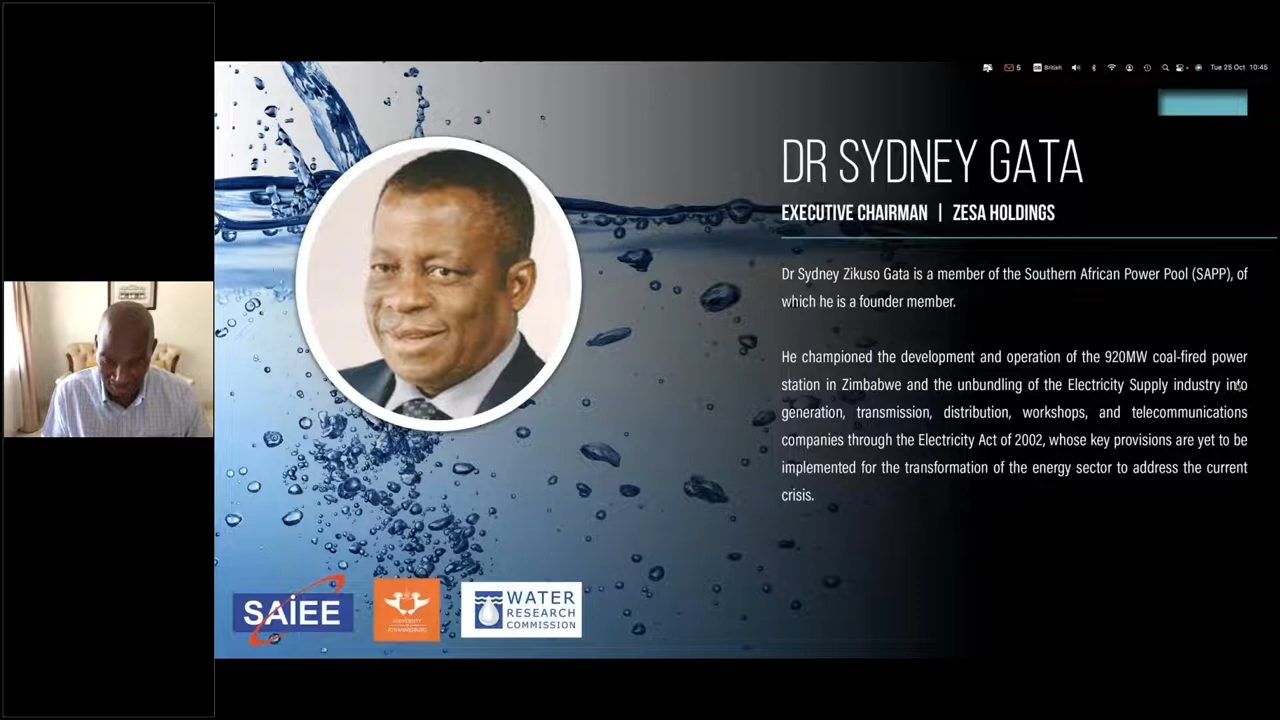 5
British
Tue 25 Oct 10:45
DR SYDNEY GATA
EXECUTIVE CHAIRMAN | ZESA HOLDINGS
Dr Sydney Zikuso Gata is a member of the Southern African Power Pool (SAPP), of
which he is a founder member.
He championed the development and operation of the 920MW coal-fired power
station in Zimbabwe and the unbundling of the Electricity Supply industry into
generation, transmission, distribution, workshops, and telecommunications
companies through the Electricity Act of 2002, whose key provisions are yet to be
implemented for the transformation of the energy sector to address the current
crisis.
SAIEE
UNIVERSITY
JOHANNESBURG
WATER
RESEARCH
COMMISSION